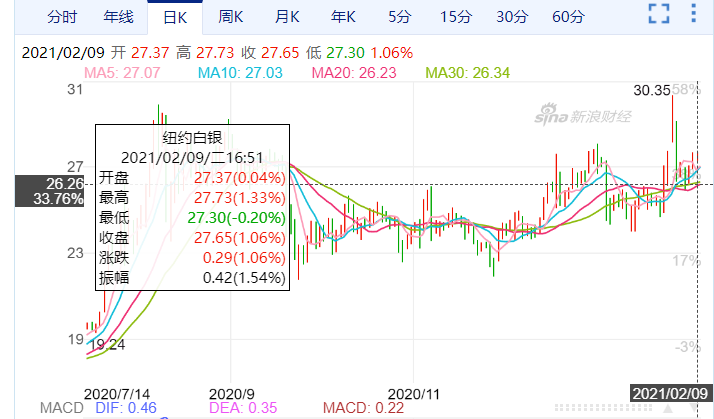 分时 年线 日K 周K 月K 年K 5分 15分 30分 60分
2021/02/09 开 27.37 高 27.73 收 27.65 低 27.30 1.06%
MA5: 27.07 MA10: 27.03 MA20: 26.23 MA30: 26.34
31 30.35 58%
sina 新浪财经
纽约白银
2021/02/09/二16:51
开盘 27.37(0.04%)
27
最高 27.73(1.33%)
26.26
33.76%
最低 27.30(-0.20%)
收盘 27.65(1.06%)
涨跌 0.29(1.06%)
23 17%
振幅 0.42(1.54%)
19 19.24 -3%
2020/7/14 2020/9 2020/11 2021/02/09
MACD DIF: 0.46 DEA: 0.35 MACD: 0.22